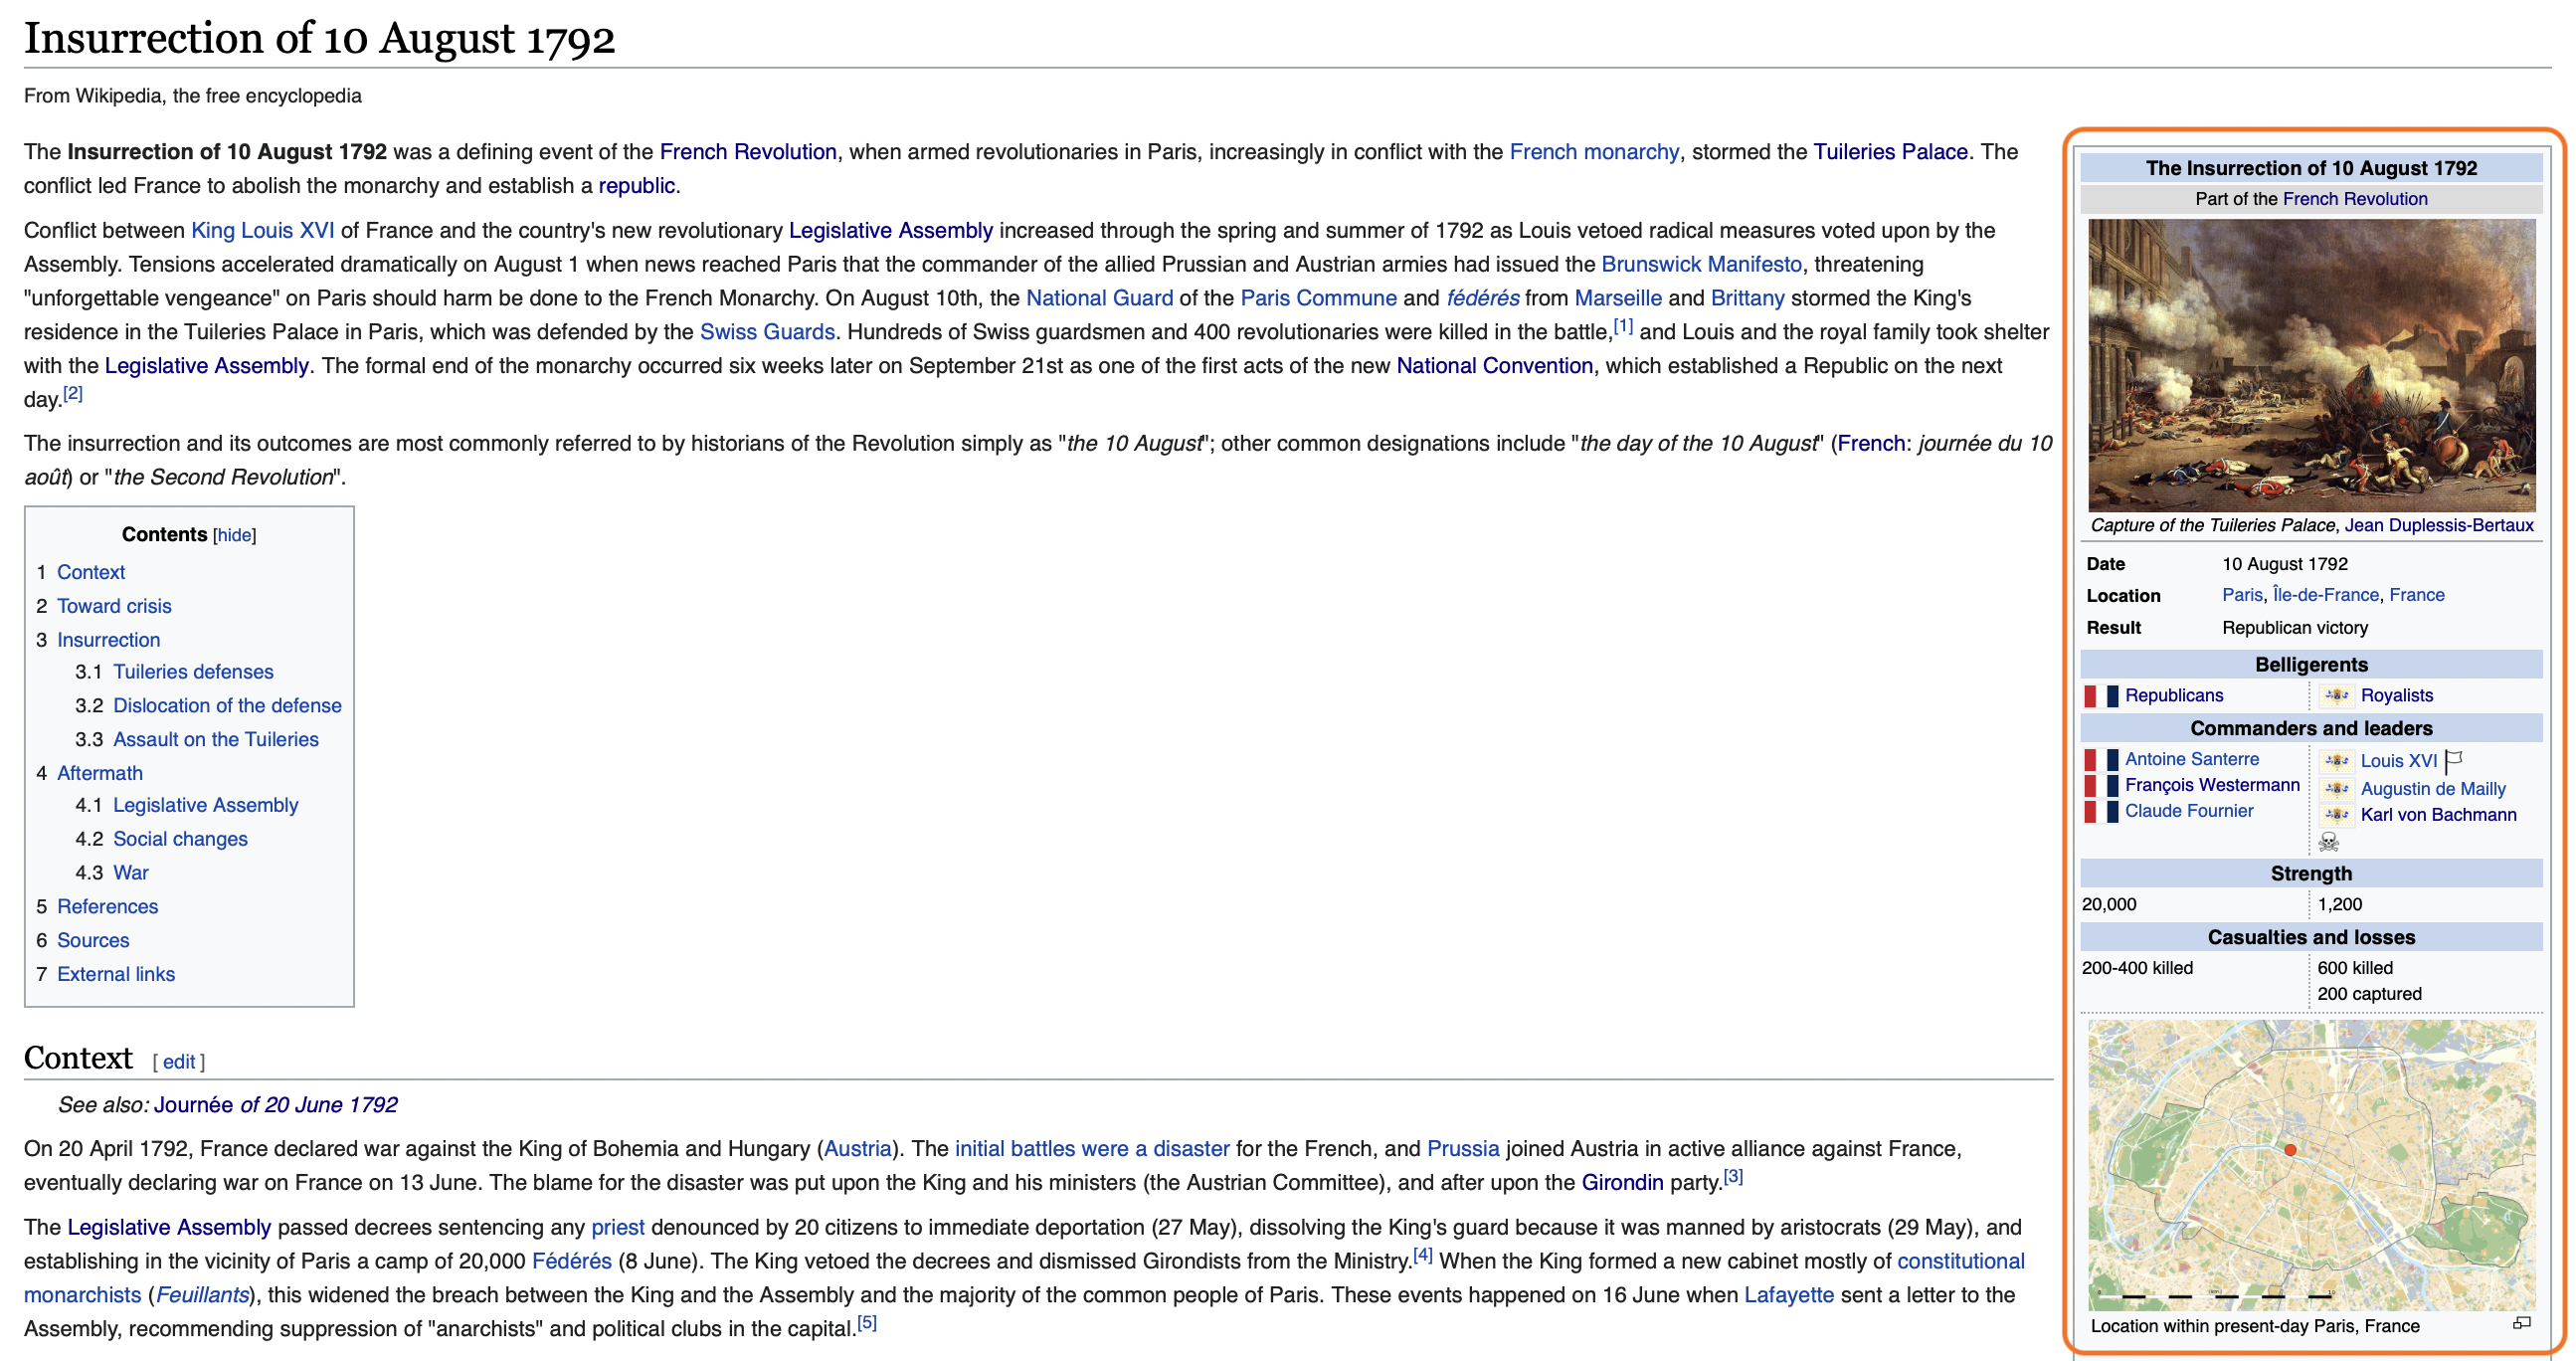 Insurrection of 10 August 1792
From Wikipedia, the free encyclopedia
The Insurrection of 10 August 1792 was a defining event of the French Revolution, when armed revolutionaries in Paris, increasingly in conflict with the French monarchy, stormed the Tuileries Palace. The
conflict led France to abolish the monarchy and establish a republic.
Conflict between King Louis XVI of France and the country's new revolutionary Legislative Assembly increased through the spring and summer of 1792 as Louis vetoed radical measures voted upon by the
Assembly. Tensions accelerated dramatically on August 1 when news reached Paris that the commander of the allied Prussian and Austrian armies had issued the Brunswick Manifesto, threatening
"unforgettable vengeance" on Paris should harm be done to the French Monarchy. On August 10th, the National Guard of the Paris Commune and fédérés from Marseille and Brittany stormed the King's
residence in the Tuileries Palace in Paris, which was defended by the Swiss Guards. Hundreds of Swiss guardsmen and 400 revolutionaries were killed in the battle,[1] and Louis and the royal family took shelter
with the Legislative Assembly. The formal end of the monarchy occurred six weeks later on September 21st as one of the first acts of the new National Convention, which established a Republic on the next
day.[2]
The insurrection and its outcomes are most commonly referred to by historians of the Revolution simply as "the 10 August"; other common designations include "the day of the 10 August" (French: journée du 10
août) or "the Second Revolution".
Contents [hide]
1 Context
2 Toward crisis
3 Insurrection
3.1 Tuileries defenses
3.2 Dislocation of the defense
3.3 Assault on the Tuileries
4 Aftermath
4.1 Legislative Assembly
4.2 Social changes
4.3 War
5 References
6 Sources
7 External links
Context [ edit ]
See also: Journée of 20 June 1792
On 20 April 1792, France declared war against the King of Bohemia and Hungary (Austria). The initial battles were a disaster for the French, and Prussia joined Austria in active alliance against France,
eventually declaring war on France on 13 June. The blame for the disaster was put upon the King and his ministers (the Austrian Committee), and after upon the Girondin party.[3]
The Legislative Assembly passed decrees sentencing any priest denounced by 20 citizens to immediate deportation (27 May), dissolving the King's guard because it was manned by aristocrats (29 May), and
establishing in the vicinity of Paris a camp of 20,000 Fédérés (8 June). The King vetoed the decrees and dismissed Girondists from the Ministry.[4] When the King formed a new cabinet mostly of constitutional
monarchists (Feuillants), this widened the breach between the King and the Assembly and the majority of the common people of Paris. These events happened on 16 June when Lafayette sent a letter to the
Assembly, recommending suppression of "anarchists" and political clubs in the capital.[5]
The Insurrection of 10 August 1792
Part of the French Revolution
Capture of the Tuileries Palace, Jean Duplessis-Bertaux
Date 10 August 1792
Location Paris, Île-de-France, France
Result Republican victory
Belligerents
Republicans Royalists
Commanders and leaders
Antoine Santerre Louis XVI
François Westermann Augustin de Mailly
Claude Fournier Karl von Bachmann
Strength
20,000 1,200
Casualties and losses
200-400 killed 600 killed
200 captured
Location within present-day Paris, France